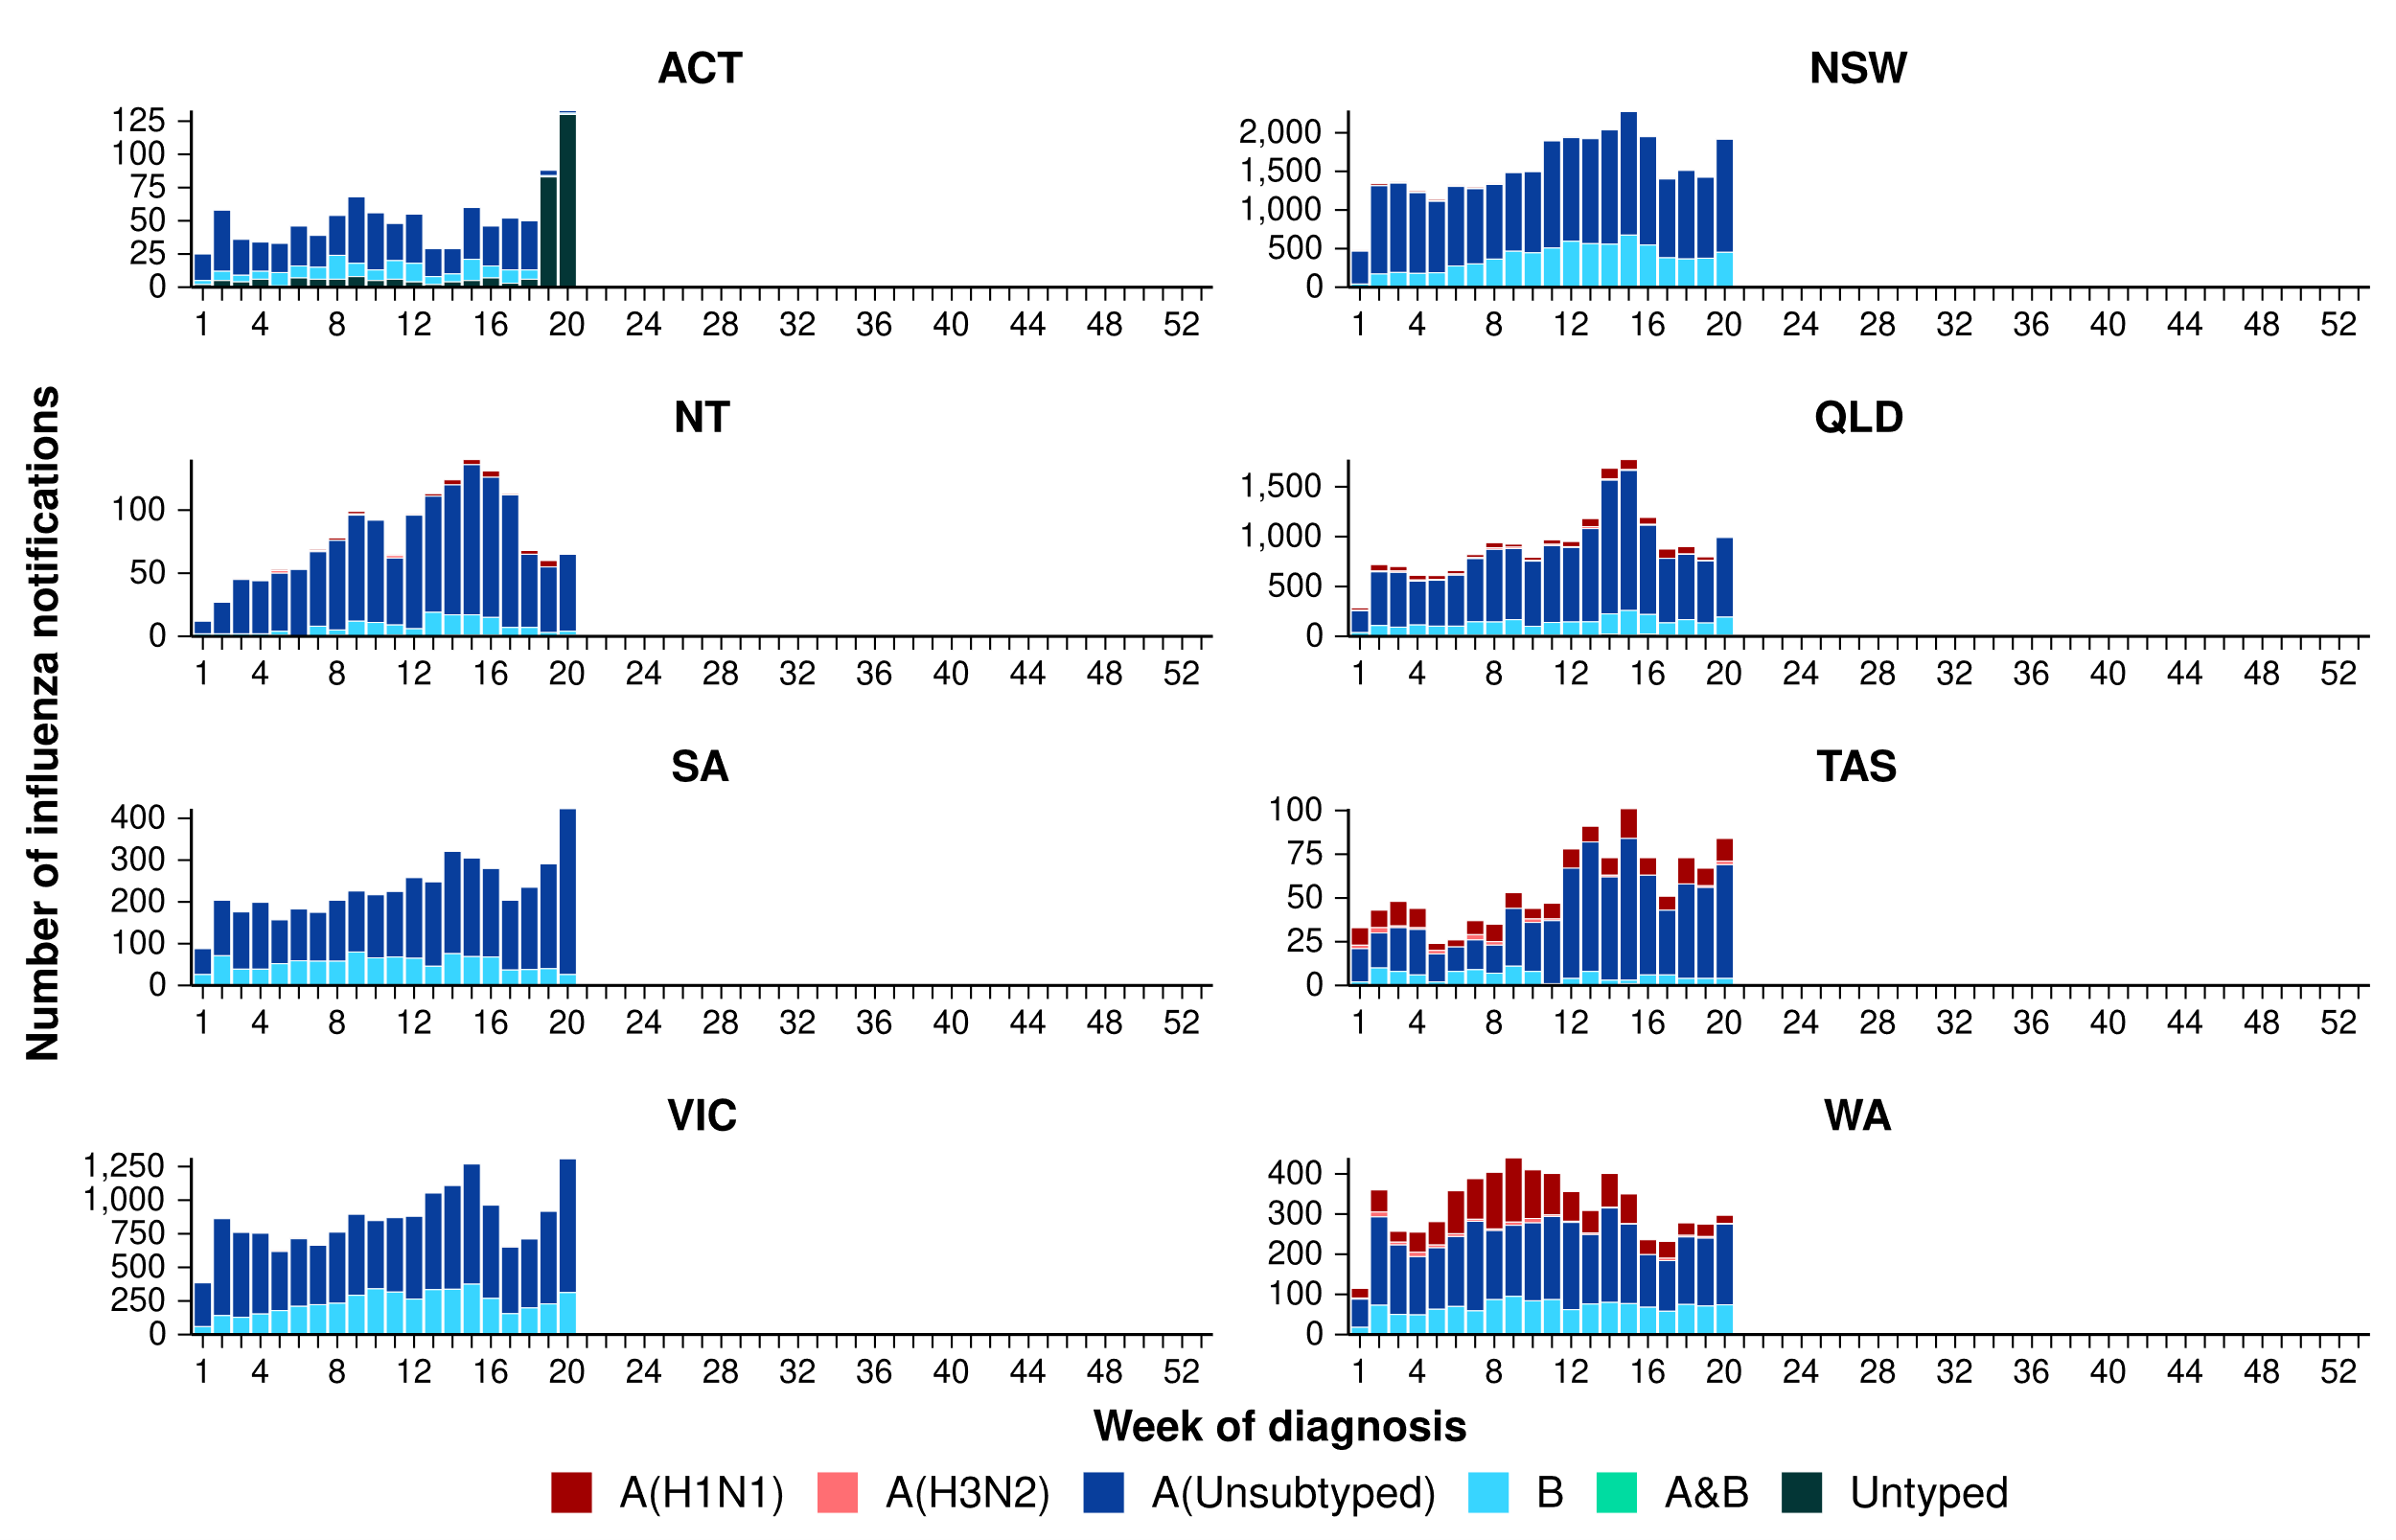 ACT
NSW
125
100
75
50
25
0
2,000
1,500
1,000
500
0
1 4 8 12 16 20 24 28 32 36 40 44 48 52
1 4 8 12 16 20 24 28 32 36 40 44 48 52
Number of influenza notifications
NT
QLD
100
50
0
1,500
1,000
500
0
1 4 8 12 16 20 24 28 32 36 40 44 48 52
1 4 8 12 16 20 24 28 32 36 40 44 48 52
SA
TAS
400
300
200
100
0
100
75
50
25
0
1 4 8 12 16 20 24 28 32 36 40 44 48 52
1 4 8 12 16 20 24 28 32 36 40 44 48 52
VIC
WA
1,250
1,000
750
500
250
0
400
300
200
100
0
1 4 8 12 16 20 24 28 32 36 40 44 48 52
1 4 8 12 16 20 24 28 32 36 40 44 48 52
Week of diagnosis
A(H1N1) A(H3N2) A(Unsubtyped) B A&B Untyped